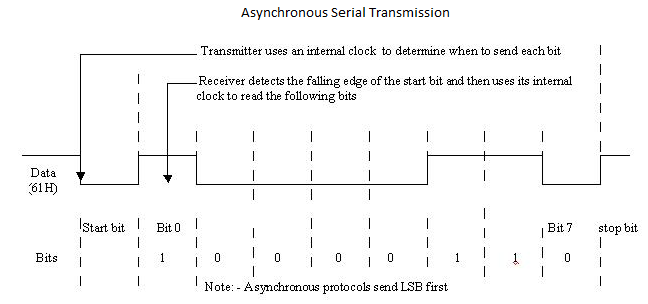 Asynchronous Serial Transmission
Transmitter uses an internal clock to determine when to send each bit
Receiver detects the falling edge of the start bit and then uses its internal
clock to read the following bits
Data
(61H)
Start bit Bit 0 Bit 7 stop bit
Bits 1 0 0 0 0 1 1 0
Note: - Asynchronous protocols send LSB first